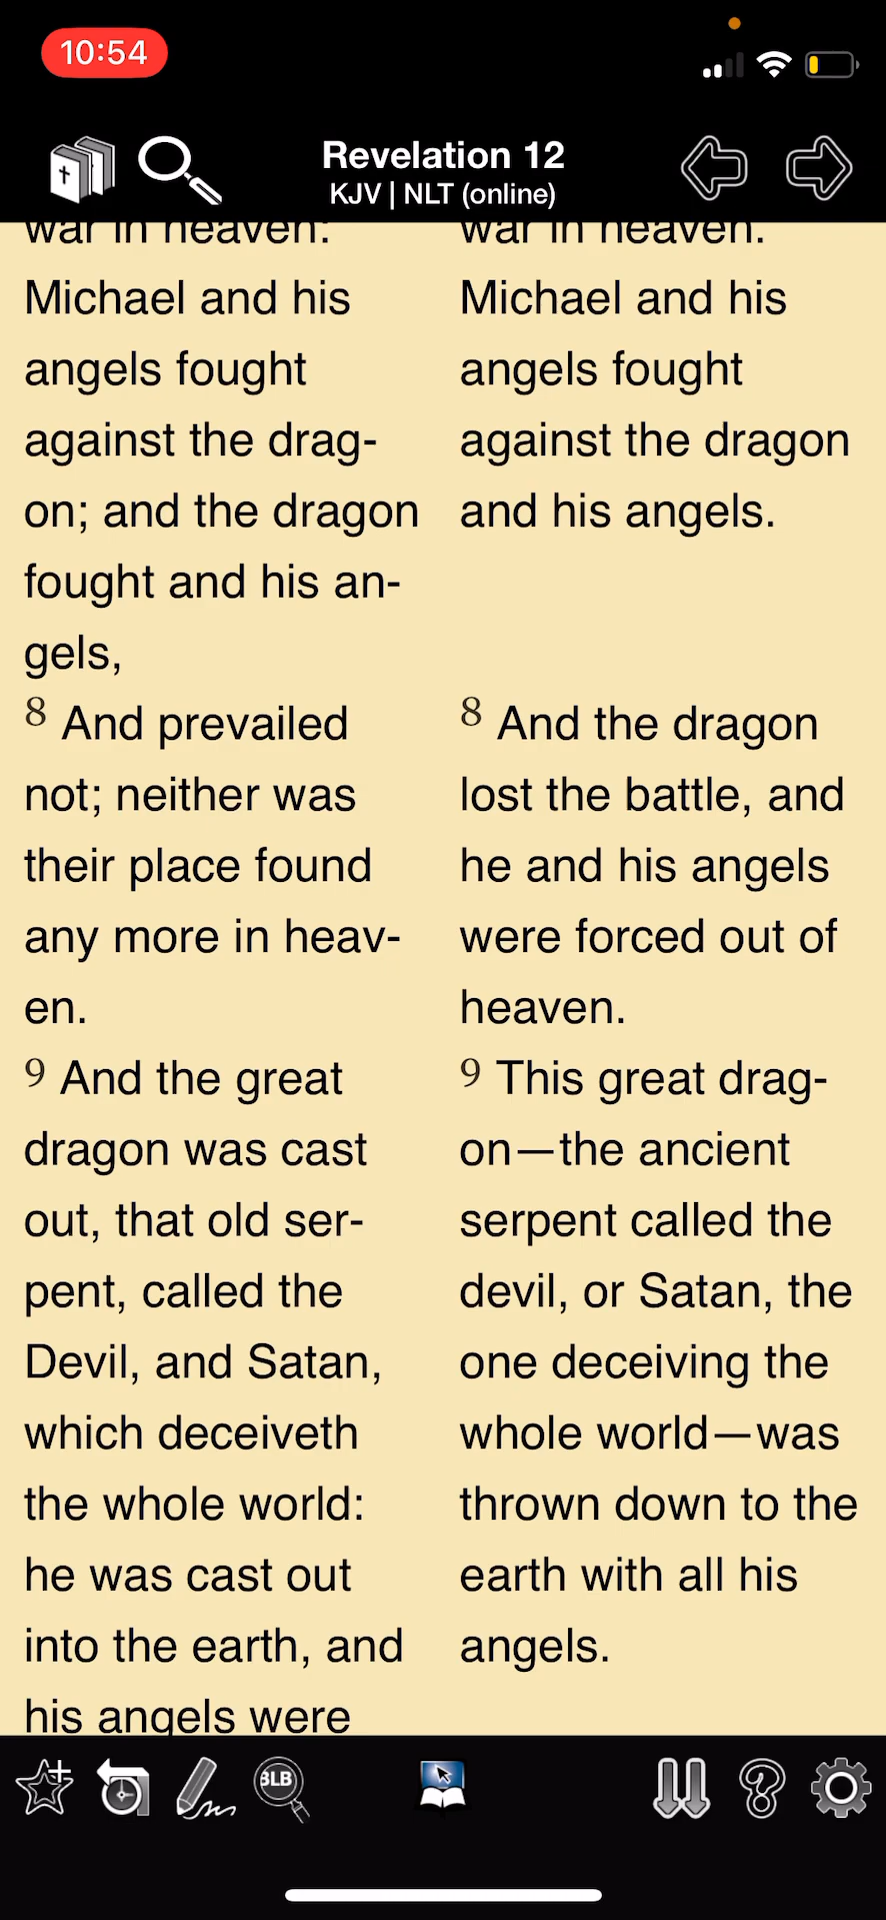 10:54
Revelation 12
KJV | NLT (online)
war in heaven:
Michael and his
angels fought
against the drag-
on; and the dragon
fought and his an-
gels,
8 And prevailed
not; neither was
their place found
any more in heav-
en.
9 And the great
dragon was cast
out, that old ser-
pent, called the
Devil, and Satan,
which deceiveth
the whole world:
he was cast out
into the earth, and
his angels were
war in heaven.
Michael and his
angels fought
against the dragon
and his angels.
8 And the dragon
lost the battle, and
he and his angels
were forced out of
heaven.
9 This great drag-
on—the ancient
serpent called the
devil, or Satan, the
one deceiving the
whole world—was
thrown down to the
earth with all his
angels.
BLB